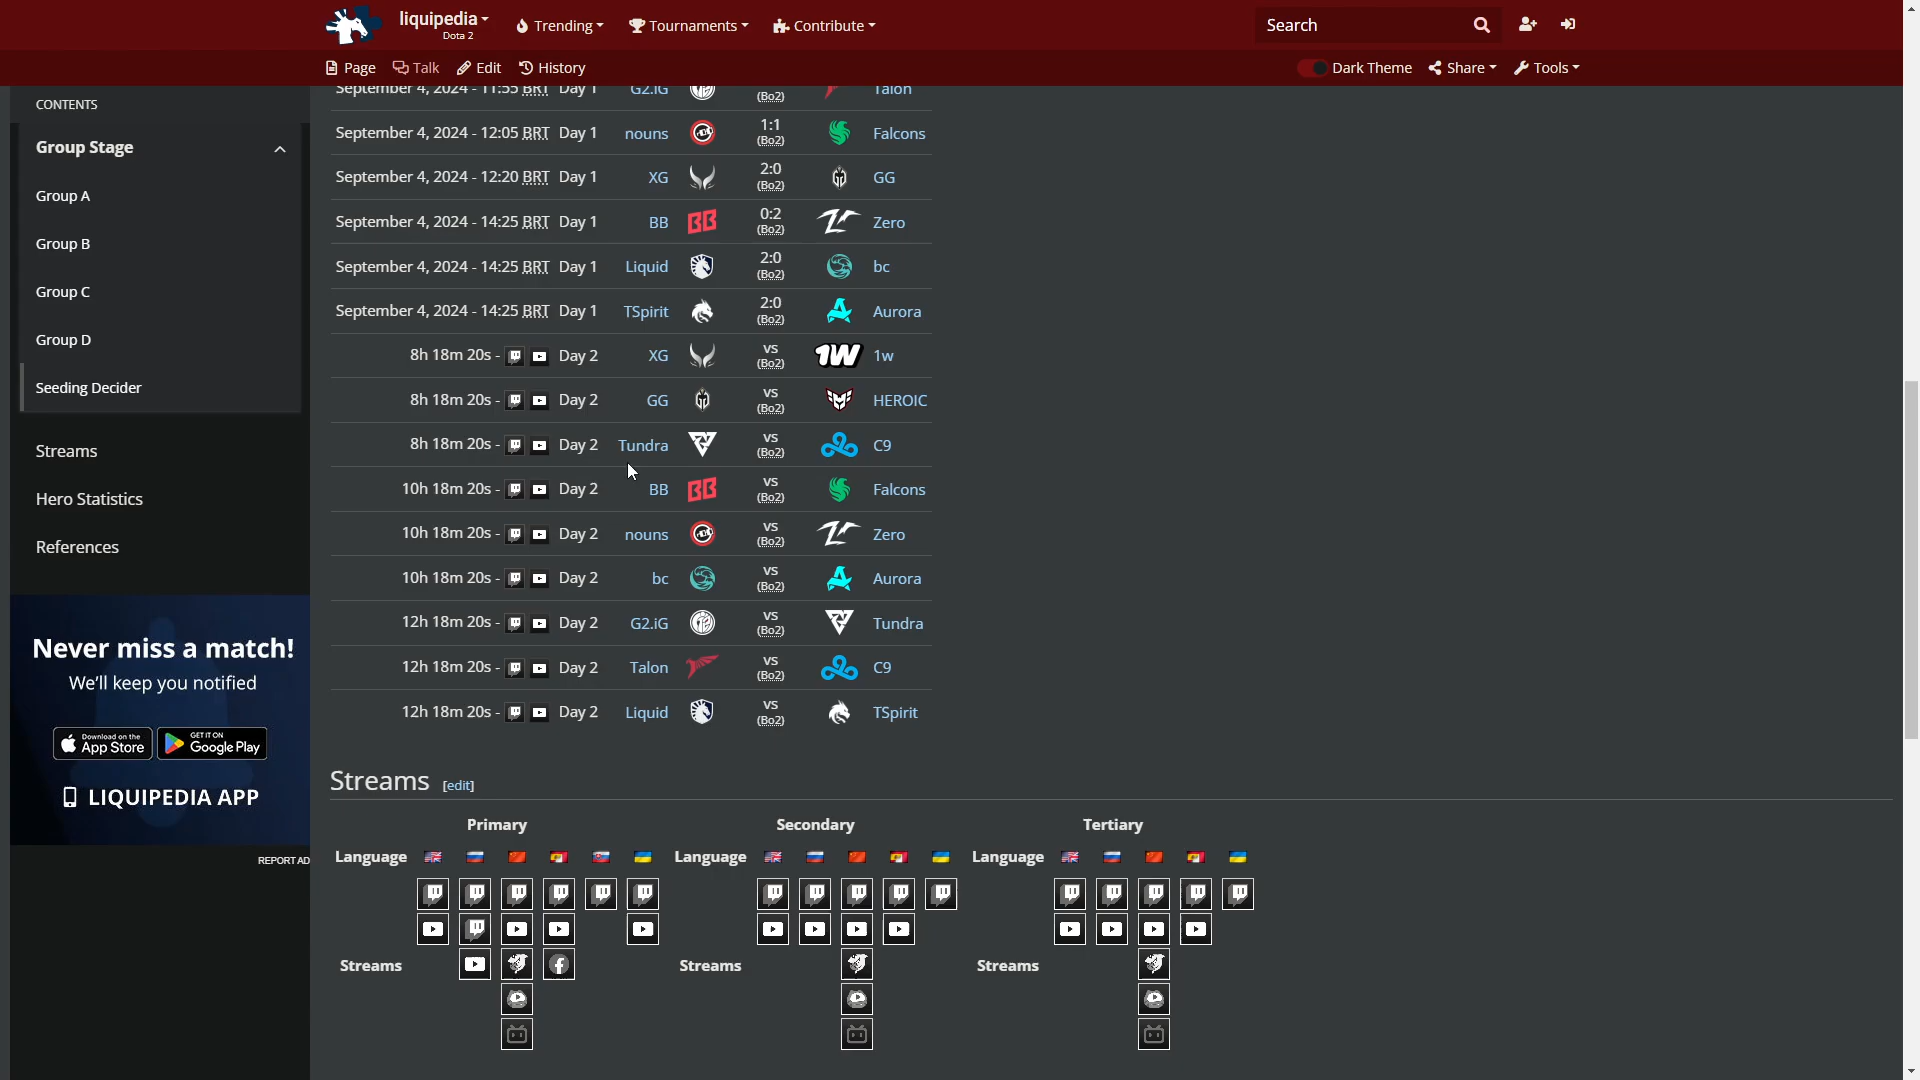 liquipedia
Dota 2
Trending
Tournaments
Contribute
Search
Page
Talk
Edit
History
Dark Theme
Share
Tools
CONTENTS
Group Stage
Group A
Group B
Group C
Group D
Seeding Decider
Streams
Hero Statistics
References
Never miss a match!
We'll keep you notified
Download on the App Store
GET IT ON Google Play
LIQUIPEDIA APP
REPORT AD
September 4, 2024 - 11:55 BRT Day 1 G2.iG (Bo2) Talon
September 4, 2024 - 12:05 BRT Day 1 nouns 1:1 (Bo2) Falcons
September 4, 2024 - 12:20 BRT Day 1 XG 2:0 (Bo2) GG
September 4, 2024 - 14:25 BRT Day 1 BB BB 0:2 (Bo2) Zero
September 4, 2024 - 14:25 BRT Day 1 Liquid 2:0 (Bo2) bc
September 4, 2024 - 14:25 BRT Day 1 TSpirit 2:0 (Bo2) Aurora
8h 18m 20s - Day 2 XG vs (Bo2) 1W 1w
8h 18m 20s - Day 2 GG vs (Bo2) HEROIC
8h 18m 20s - Day 2 Tundra vs (Bo2) C9
10h 18m 20s - Day 2 BB BB vs (Bo2) Falcons
10h 18m 20s - Day 2 nouns vs (Bo2) Zero
10h 18m 20s - Day 2 bc vs (Bo2) Aurora
12h 18m 20s - Day 2 G2.iG vs (Bo2) Tundra
12h 18m 20s - Day 2 Talon vs (Bo2) C9
12h 18m 20s - Day 2 Liquid vs (Bo2) TSpirit
Streams [edit]
Primary Secondary Tertiary
Language Language Language
Streams Streams Streams